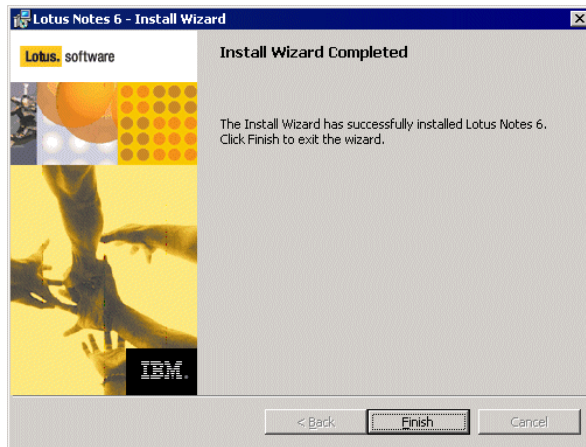 Lotus Notes 6 - Install Wizard
Lotus. software
Install Wizard Completed
The Install Wizard has successfully installed Lotus Notes 6.
Click Finish to exit the wizard.
IBM.
< Back
Finish
Cancel